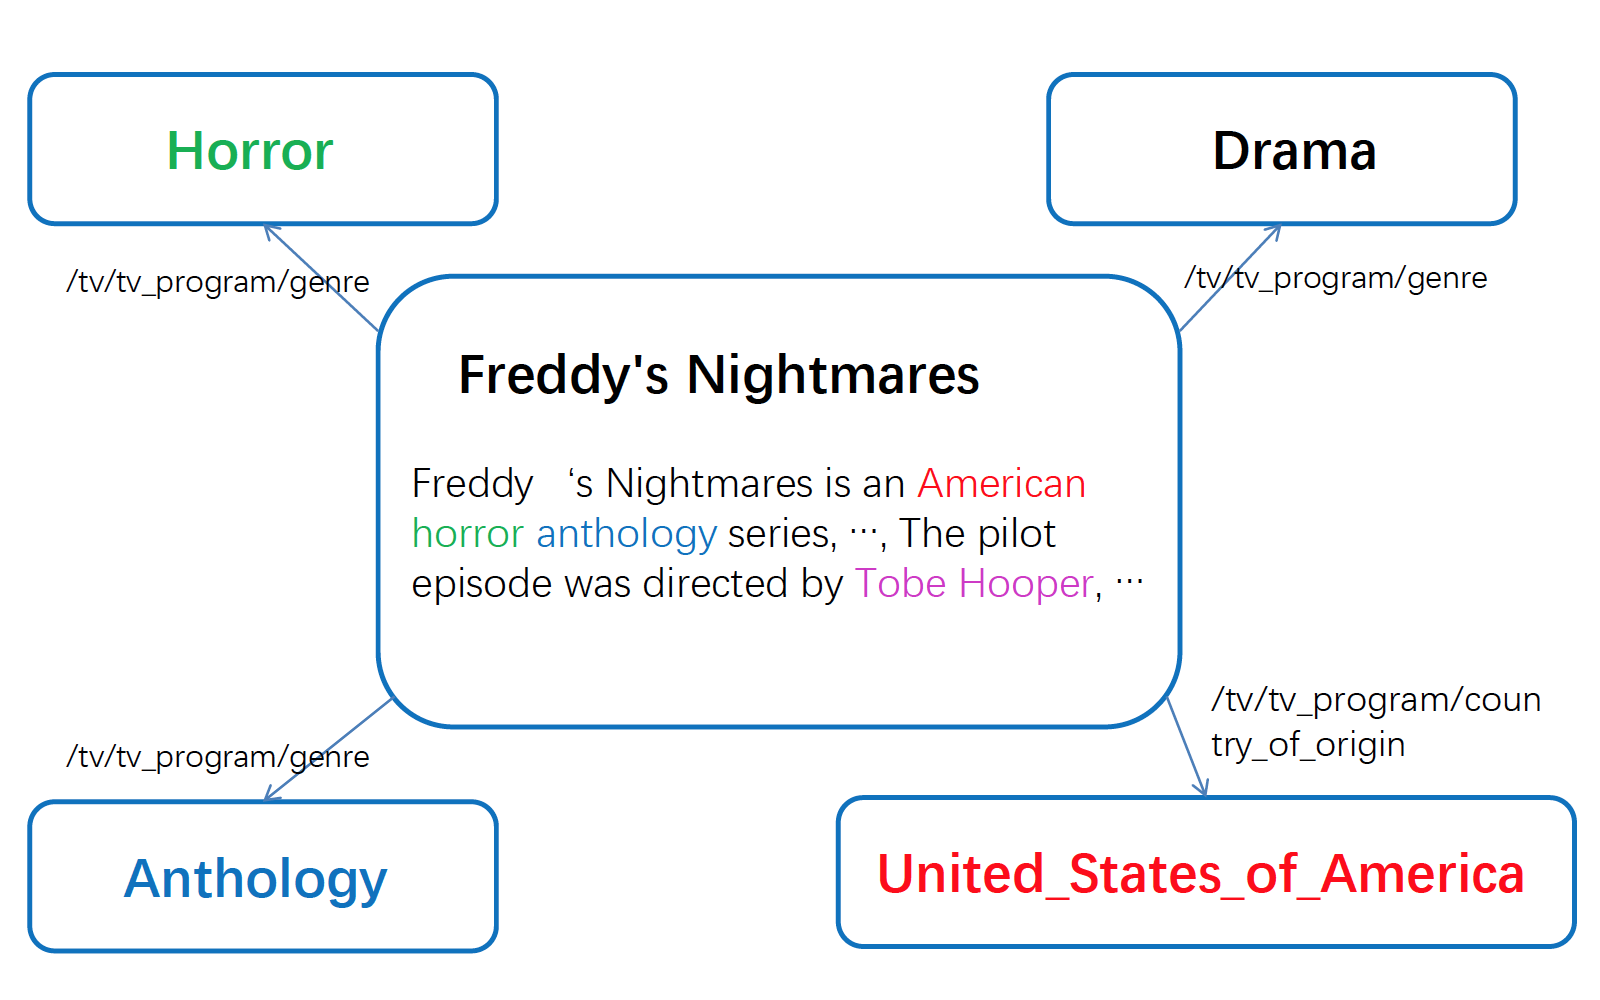 Horror
Drama
/tv/tv_program/genre
/tv/tv_program/genre
Freddy's Nightmares
Freddy ‘s Nightmares is an American
horror anthology series, ···, The pilot
episode was directed by Tobe Hooper, ···
/tv/tv_program/coun
try_of_origin
/tv/tv_program/genre
Anthology
United_States_of_America